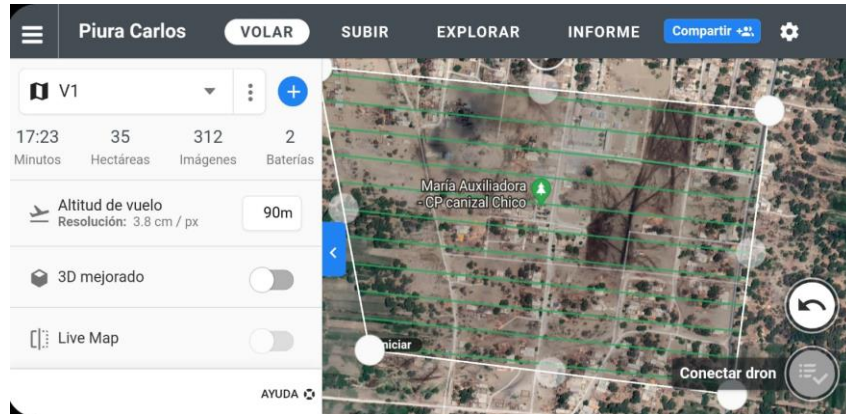 Piura Carlos VOLAR SUBIR EXPLORAR INFORME Compartir
V1
17:23 35 312 2
Minutos Hectáreas Imágenes Baterías
Altitud de vuelo
Resolución: 3.8 cm / px
90m
3D mejorado
Live Map
AYUDA
María Auxiliadora
- CP canizal Chico
niciar
Conectar dron